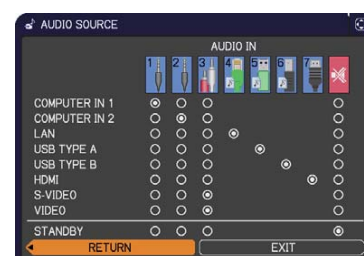 AUDIO SOURCE
AUDIO IN
1 2 3 4 5 6 7
COMPUTER IN 1
COMPUTER IN 2
LAN
USB TYPE A
USB TYPE B
HDMI
S-VIDEO
VIDEO
STANDBY
RETURN EXIT